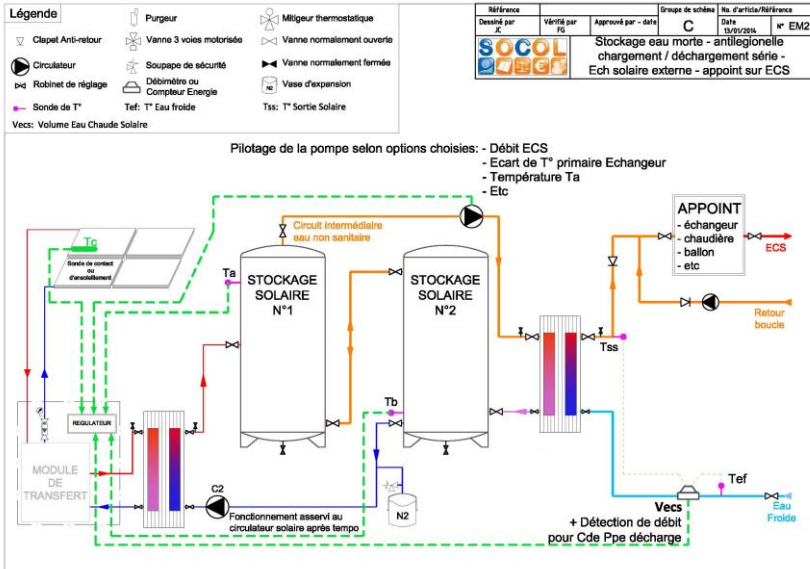 Légende
Purgeur
Mitigeur thermostatique
Clapet Anti-retour
Vanne 3 voies motorisée
Vanne normalement ouverte
Circulateur
Soupape de sécurité
Vanne normalement fermée
Robinet de réglage
Débimètre ou
Compteur Energie
N2
Vase d'expansion
Sonde de T°
Tef: T° Eau froide
Tss: T° Sortie Solaire
Vecs: Volume Eau Chaude Solaire
Référence
Groupe de schéma
No. d'article/Référence
Dessiné par
JC
Vérifié par
FG
Approuvé par - date
C
Date
13/01/2014
N° EM2
SOCOL
Stockage eau morte - antilegionelle
chargement / déchargement série -
Ech solaire externe - appoint sur ECS
Pilotage de la pompe selon options choisies: - Débit ECS
- Ecart de T° primaire Echangeur
- Température Ta
- Etc
Tc
Sonde de contact
ou
d'ensoleillement
Circuit intermédiaire
eau non sanitaire
APPOINT
- échangeur
- chaudière
- ballon
- etc
ECS
Retour
boucle
Ta
STOCKAGE
SOLAIRE
N°1
STOCKAGE
SOLAIRE
N°2
Tss
Tb
REGULATEUR
MODULE
DE
TRANSFERT
C2
Fonctionnement asservi au
circulateur solaire après tempo
N2
Tef
Vecs
+ Détection de débit
pour Cde Ppe décharge
Eau
Froide